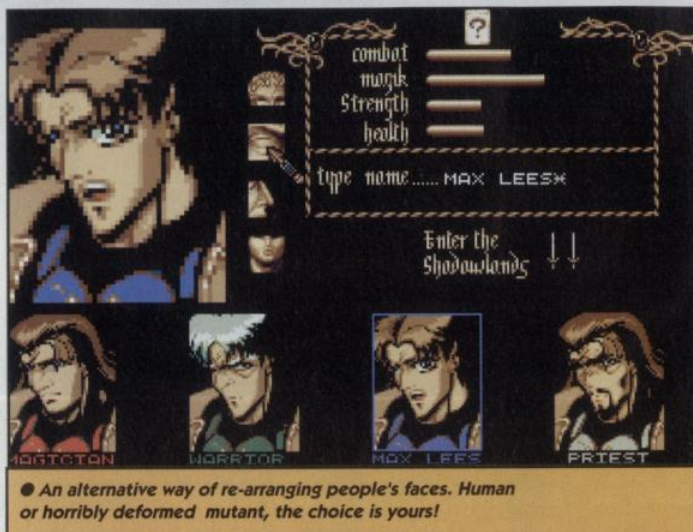 ?
combat
magik
Strength
health
type name...... MAX LEES*
Enter the
Shadowlands
MAGICIAN
WARRIOR
MAX LEES
PRIEST
● An alternative way of re-arranging people's faces. Human
or horribly deformed mutant, the choice is yours!